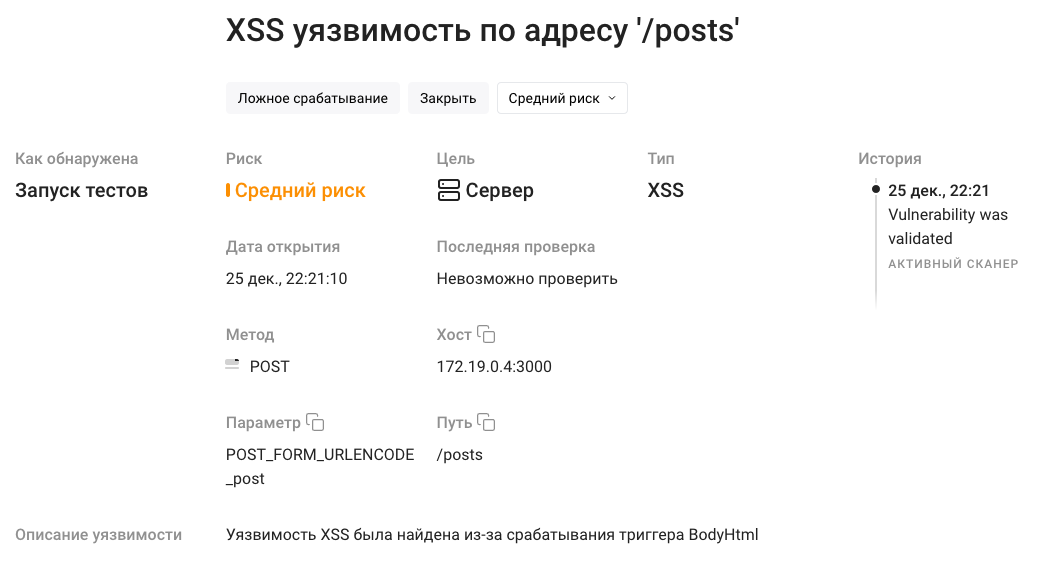 XSS уязвимость по адресу '/posts'
Ложное срабатывание
Закрыть
Средний риск
Как обнаружена
Запуск тестов
Риск
Средний риск
Цель
Сервер
Тип
XSS
История
25 дек., 22:21
Vulnerability was
validated
АКТИВНЫЙ СКАНЕР
Дата открытия
25 дек., 22:21:10
Последняя проверка
Невозможно проверить
Метод
POST
Хост
172.19.0.4:3000
Параметр
POST_FORM_URLENCODE
_post
Путь
/posts
Описание уязвимости
Уязвимость XSS была найдена из-за срабатывания триггера BodyHtml